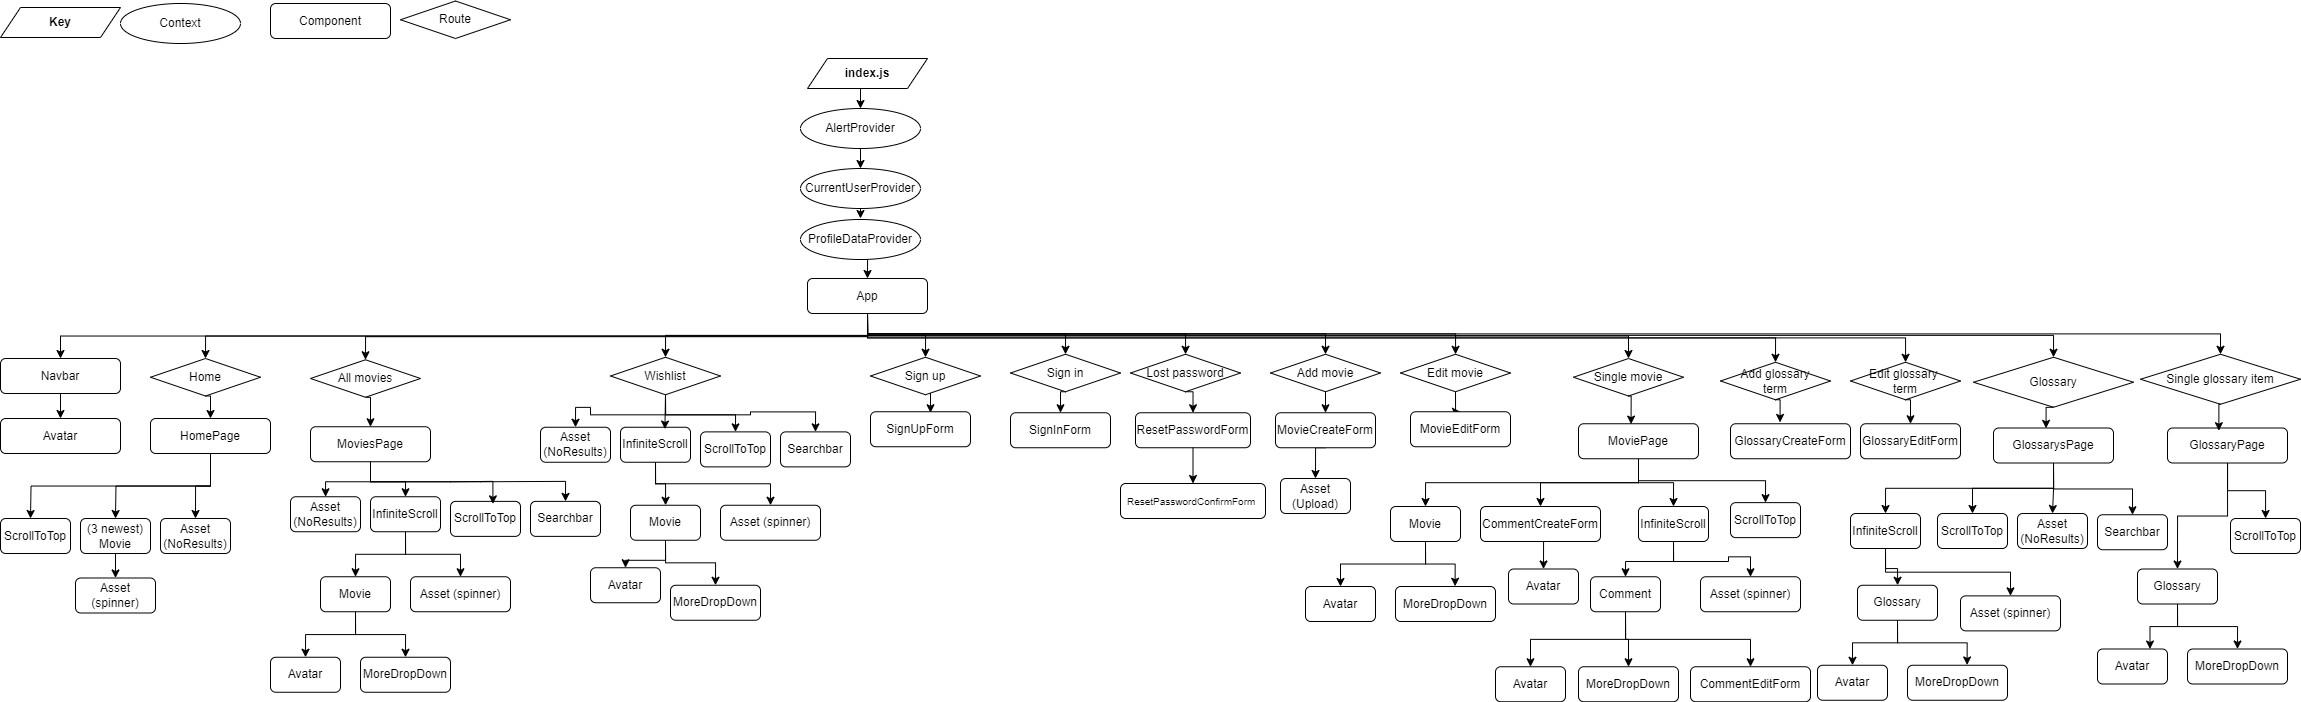 Key
Context
Component
Route
index.js
AlertProvider
CurrentUserProvider
ProfileDataProvider
App
Navbar
Home
All movies
Wishlist
Sign up
Sign in
Lost password
Add movie
Edit movie
Single movie
Add glossary
term
Edit glossary
term
Glossary
Single glossary item
Avatar
HomePage
MoviesPage
Asset
(NoResults)
InfiniteScroll
ScrollToTop
Searchbar
SignUpForm
SignInForm
ResetPasswordForm
MovieCreateForm
MovieEditForm
MoviePage
GlossaryCreateForm
GlossaryEditForm
GlossarysPage
GlossaryPage
ScrollToTop
(3 newest)
Movie
Asset
(NoResults)
Asset
(NoResults)
InfiniteScroll
ScrollToTop
Searchbar
Movie
Asset (spinner)
ResetPasswordConfirmForm
Asset
(Upload)
Movie
CommentCreateForm
InfiniteScroll
ScrollToTop
InfiniteScroll
ScrollToTop
Asset
(NoResults)
Searchbar
ScrollToTop
Asset
(spinner)
Movie
Asset (spinner)
Avatar
MoreDropDown
Avatar
MoreDropDown
Avatar
Comment
Asset (spinner)
Glossary
Asset (spinner)
Glossary
Avatar
MoreDropDown
Avatar
MoreDropDown
CommentEditForm
Avatar
MoreDropDown
Avatar
MoreDropDown